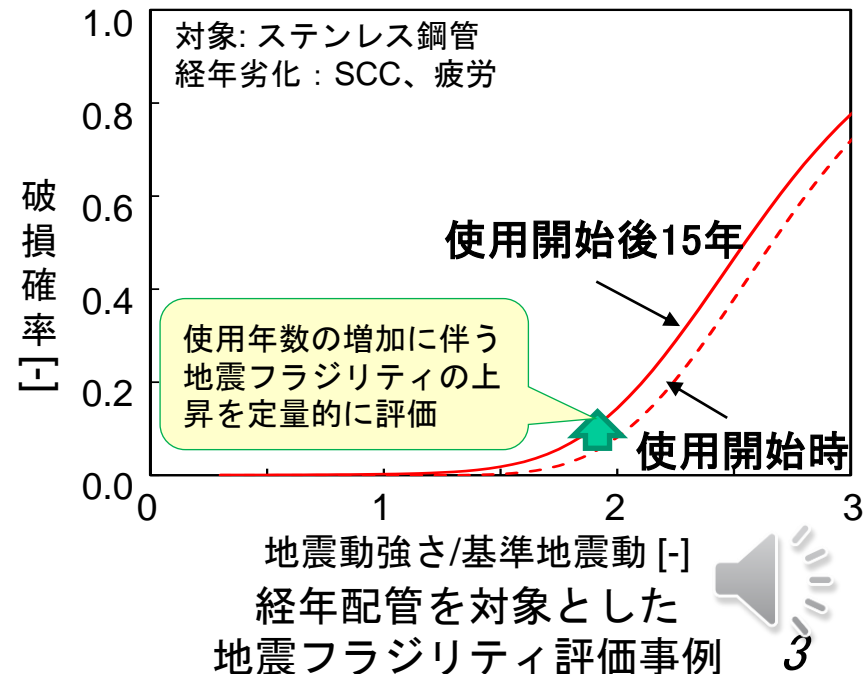 1.0
対象: ステンレス鋼管
経年劣化：SCC、疲労
0.8
0.6
0.4
0.2
0.0
破損確率 [-]
使用開始後15年
使用年数の増加に伴う
地震フラジリティの上
昇を定量的に評価
使用開始時
0
1
2
3
地震動強さ/基準地震動 [-]
経年配管を対象とした
地震フラジリティ評価事例
3